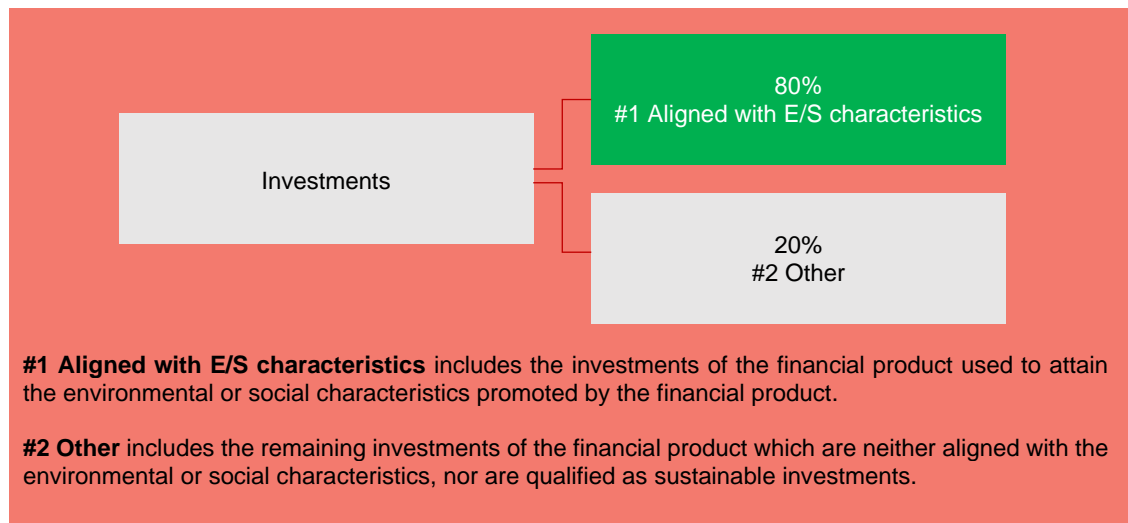 80%
#1 Aligned with E/S characteristics
Investments
20%
#2 Other
#1 Aligned with E/S characteristics includes the investments of the financial product used to attain
the environmental or social characteristics promoted by the financial product.
#2 Other includes the remaining investments of the financial product which are neither aligned with the
environmental or social characteristics, nor are qualified as sustainable investments.